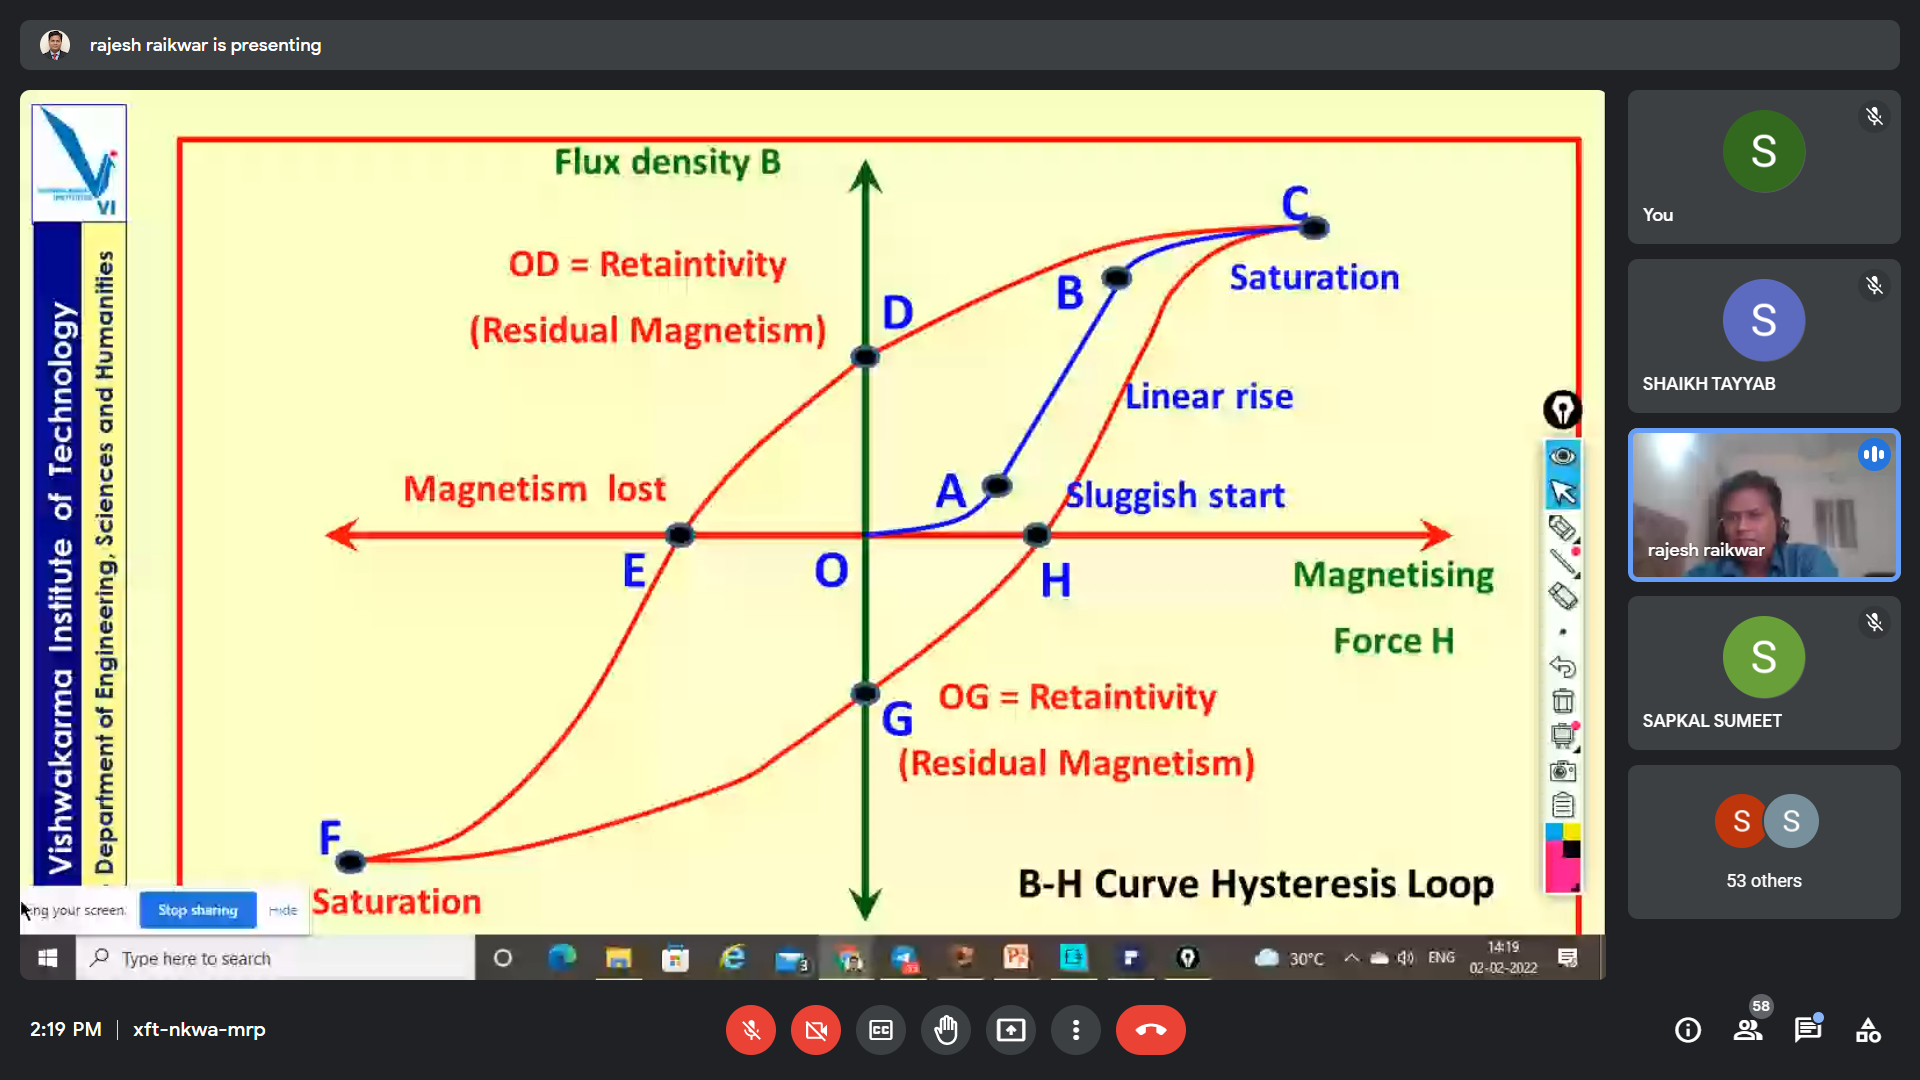 rajesh raikwar is presenting
VI
Vishwakarma Institute of Technology
Department of Engineering, Sciences and Humanities
Flux density B
OD = Retaintivity
(Residual Magnetism)
D
C
B
Saturation
Linear rise
Magnetism lost
A
Sluggish start
E
O
H
Magnetising
Force H
OG = Retaintivity
G
(Residual Magnetism)
F
Saturation
B-H Curve Hysteresis Loop
ing your screen.
Stop sharing
Hide
Type here to search
3
30°C
ENG
14:19
02-02-2022
S
You
S
SHAIKH TAYYAB
rajesh raikwar
S
SAPKAL SUMEET
S
S
53 others
2:19 PM
xft-nkwa-mrp
CC
58